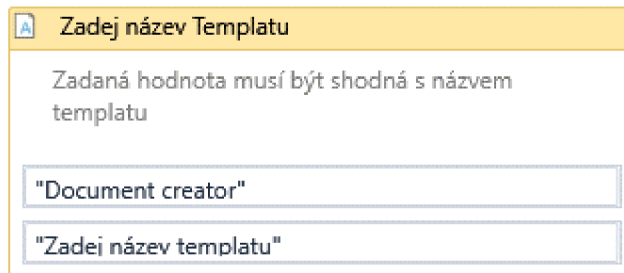 Zadej název Templatu
Zadaná hodnota musí být shodná s názvem
templatu
"Document creator"
"Zadej název templatu"